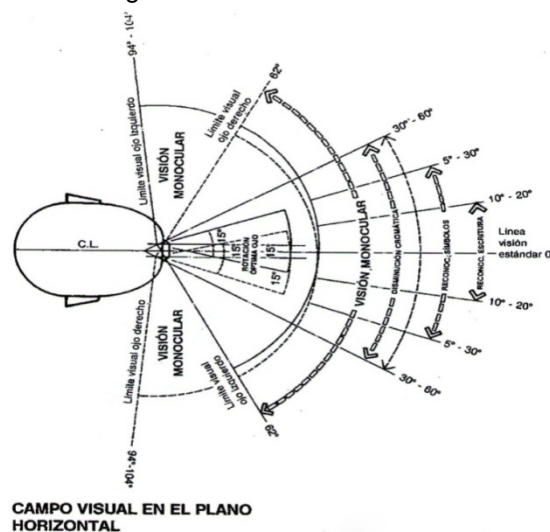 94° - 104°
Límite visual ojo izquierdo
VISIÓN
MONOCULAR
Límite visual
ojo derecho
62°
30° - 60°
5° - 30°
10° - 20°
Línea
visión
estándar 0
C.L.
15°
15°
ROTACIÓN
ÓPTIMA OJO
15°
15°
VISIÓN MONOCULAR
DISMINUCIÓN CROMÁTICA
RECONOC. SÍMBOLOS
RECONOC. ESCRITURA
10° - 20°
5° - 30°
30° - 60°
62°
Límite visual
ojo izquierdo
VISIÓN
MONOCULAR
Límite visual ojo derecho
94°-104°
CAMPO VISUAL EN EL PLANO
HORIZONTAL